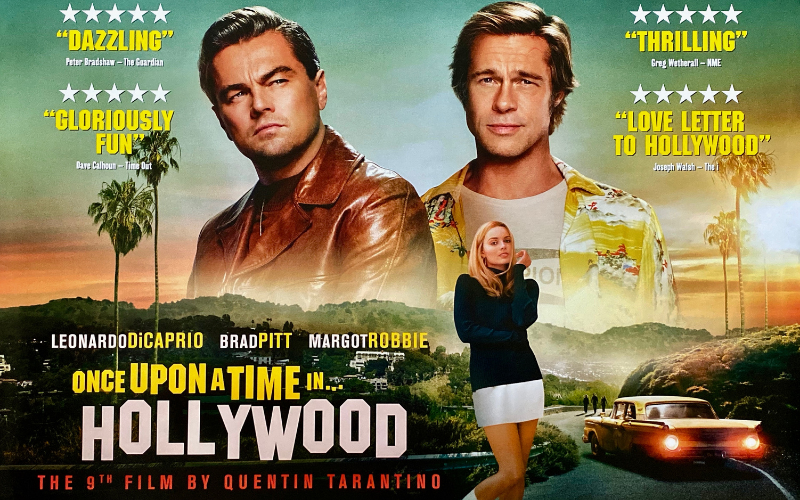 ★★★★★
“DAZZLING”
Peter Bradshaw – The Guardian
★★★★★
“GLORIOUSLY
FUN”
Dave Calhoun – Time Out
★★★★★
“THRILLING”
Greg Wetherall – NME
★★★★★
“LOVE LETTER
TO HOLLYWOOD”
Joseph Walsh – The i
LEONARDO DiCAPRIO BRAD PITT MARGOT ROBBIE
ONCE UPON A TIME IN...
HOLLYWOOD
THE 9TH FILM BY QUENTIN TARANTINO